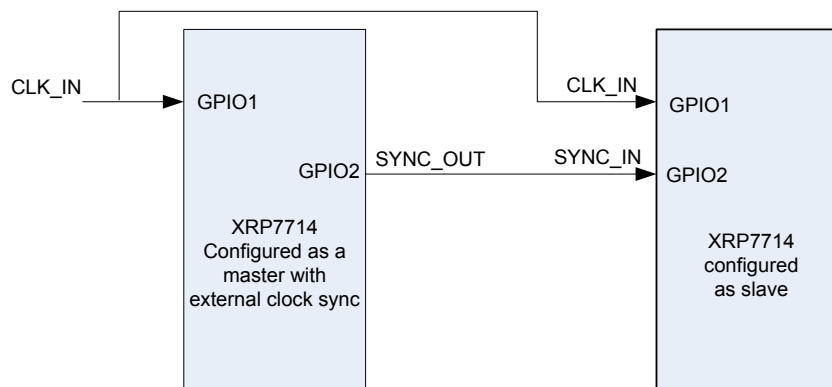 CLK_IN
GPIO1
GPIO2
XRP7714
Configured as a
master with
external clock sync
SYNC_OUT
CLK_IN
SYNC_IN
GPIO1
GPIO2
XRP7714
configured
as slave